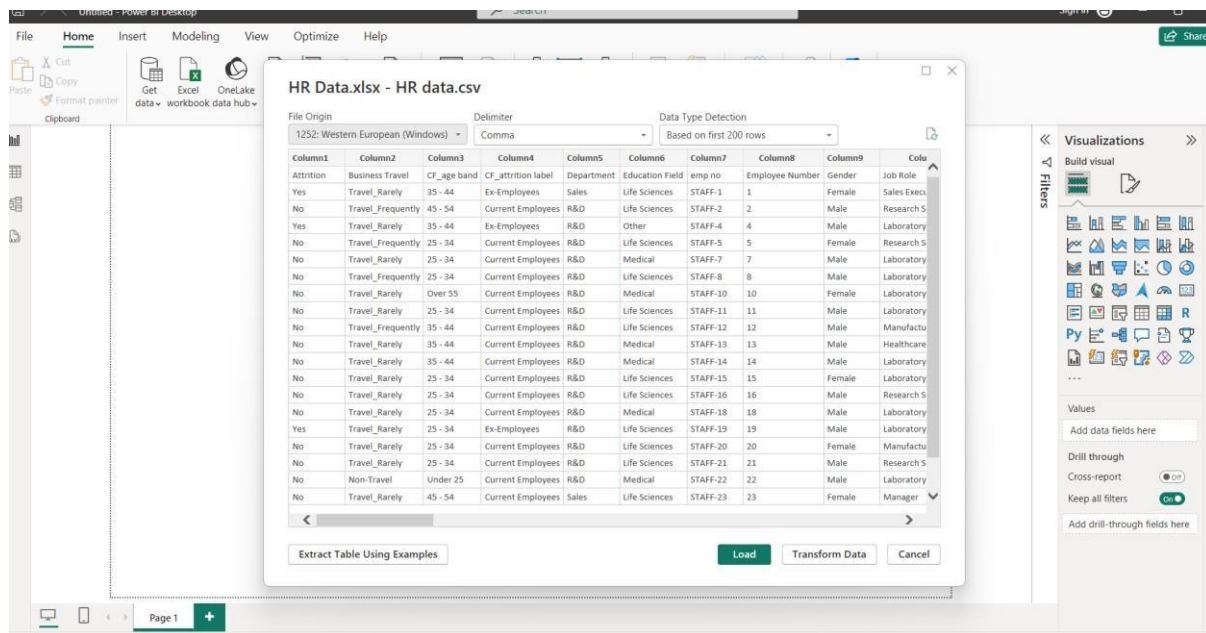 Untitled - Power BI Desktop
Search
Sign in
File Home Insert Modeling View Optimize Help
Share
Paste
Cut
Copy
Format painter
Clipboard
Get data
Excel workbook
OneLake data hub
HR Data.xlsx - HR data.csv
File Origin Delimiter Data Type Detection
1252: Western European (Windows) Comma Based on first 200 rows
Column1 Column2 Column3 Column4 Column5 Column6 Column7 Column8 Column9 Colu
Attrition Business Travel CF_age band CF_attrition label Department Education Field emp no Employee Number Gender Job Role
Yes Travel_Rarely 35 - 44 Ex-Employees Sales Life Sciences STAFF-1 1 Female Sales Execu
No Travel_Frequently 45 - 54 Current Employees R&D Life Sciences STAFF-2 2 Male Research S
Yes Travel_Rarely 35 - 44 Ex-Employees R&D Other STAFF-4 4 Male Laboratory
No Travel_Frequently 25 - 34 Current Employees R&D Life Sciences STAFF-5 5 Female Research S
No Travel_Rarely 25 - 34 Current Employees R&D Medical STAFF-7 7 Male Laboratory
No Travel_Frequently 25 - 34 Current Employees R&D Life Sciences STAFF-8 8 Male Laboratory
No Travel_Rarely Over 55 Current Employees R&D Medical STAFF-10 10 Female Laboratory
No Travel_Rarely 25 - 34 Current Employees R&D Life Sciences STAFF-11 11 Male Laboratory
No Travel_Frequently 35 - 44 Current Employees R&D Life Sciences STAFF-12 12 Male Manufactu
No Travel_Rarely 35 - 44 Current Employees R&D Medical STAFF-13 13 Male Healthcare
No Travel_Rarely 35 - 44 Current Employees R&D Medical STAFF-14 14 Male Laboratory
No Travel_Rarely 25 - 34 Current Employees R&D Life Sciences STAFF-15 15 Female Laboratory
No Travel_Rarely 25 - 34 Current Employees R&D Life Sciences STAFF-16 16 Male Research S
No Travel_Rarely 25 - 34 Current Employees R&D Medical STAFF-18 18 Male Laboratory
Yes Travel_Rarely 25 - 34 Ex-Employees R&D Life Sciences STAFF-19 19 Male Laboratory
No Travel_Rarely 25 - 34 Current Employees R&D Life Sciences STAFF-20 20 Female Manufactu
No Travel_Rarely 25 - 34 Current Employees R&D Life Sciences STAFF-21 21 Male Research S
No Non-Travel Under 25 Current Employees R&D Medical STAFF-22 22 Male Laboratory
No Travel_Rarely 45 - 54 Current Employees Sales Life Sciences STAFF-23 23 Female Manager
Extract Table Using Examples Load Transform Data Cancel
Filters
Visualizations
Build visual
123
R
Py
...
Values
Add data fields here
Drill through
Cross-report Off
Keep all filters On
Add drill-through fields here
Page 1